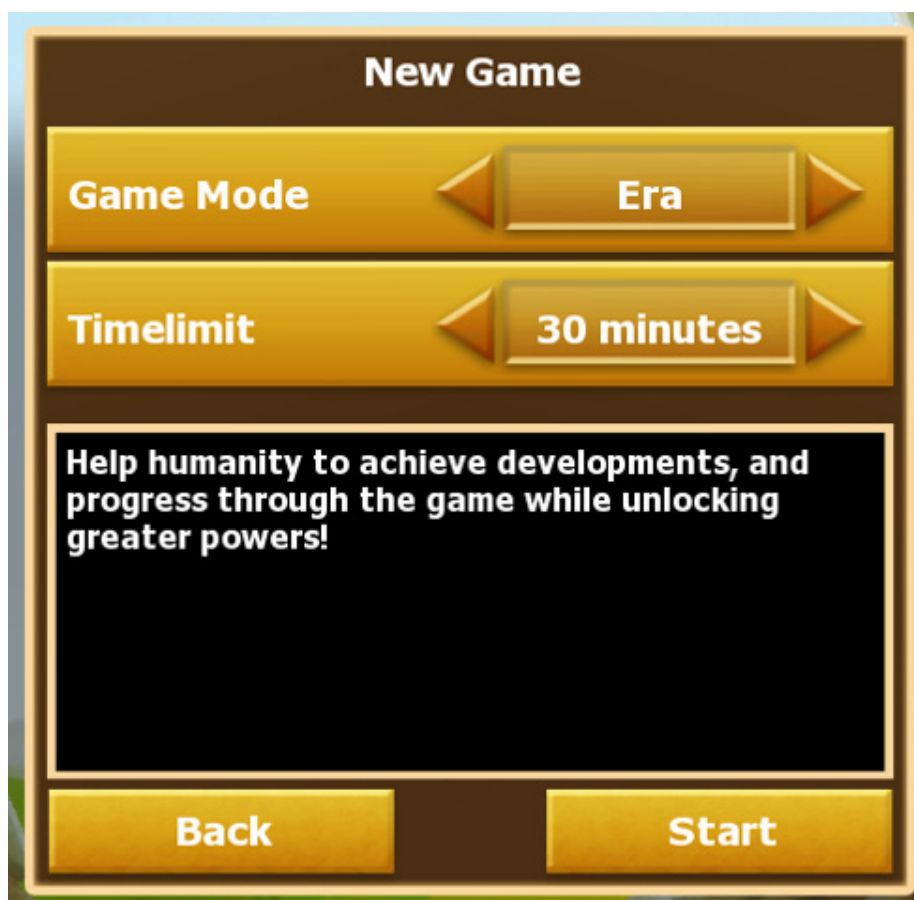 New Game
Game Mode
Era
Timelimit
30 minutes
Help humanity to achieve developments, and
progress through the game while unlocking
greater powers!
Back
Start